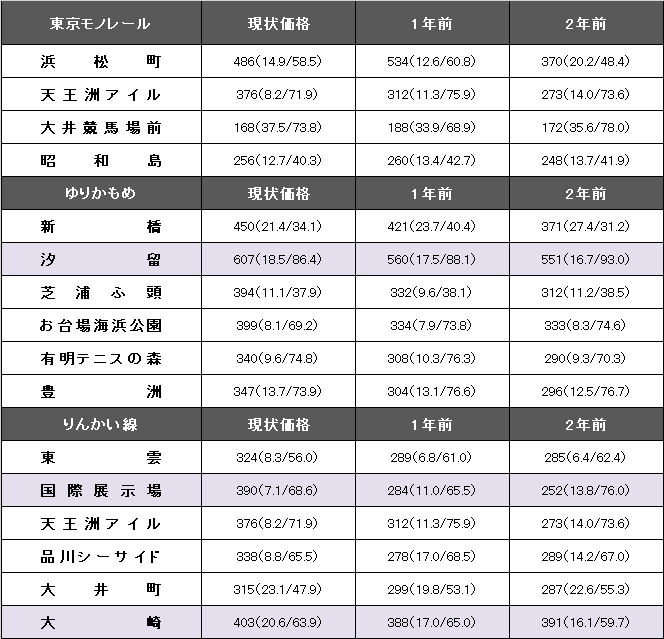 東京モノレール 現状価格 1年前 2年前
浜松町 486(14.9/58.5) 534(12.6/60.8) 370(20.2/48.4)
天王洲アイル 376(8.2/71.9) 312(11.3/75.9) 273(14.0/73.6)
大井競馬場前 168(37.5/73.8) 188(33.9/68.9) 172(35.6/78.0)
昭和島 256(12.7/40.3) 260(13.4/42.7) 248(13.7/41.9)
ゆりかもめ 現状価格 1年前 2年前
新橋 450(21.4/34.1) 421(23.7/40.4) 371(27.4/31.2)
汐留 607(18.5/86.4) 560(17.5/88.1) 551(16.7/93.0)
芝浦ふ頭 394(11.1/37.9) 332(9.6/38.1) 312(11.2/38.5)
お台場海浜公園 399(8.1/69.2) 334(7.9/73.8) 333(8.3/74.6)
有明テニスの森 340(9.6/74.8) 308(10.3/76.3) 290(9.3/70.3)
豊洲 347(13.7/73.9) 304(13.1/76.6) 296(12.5/76.7)
りんかい線 現状価格 1年前 2年前
東雲 324(8.3/56.0) 289(6.8/61.0) 285(6.4/62.4)
国際展示場 390(7.1/68.6) 284(11.0/65.5) 252(13.8/76.0)
天王洲アイル 376(8.2/71.9) 312(11.3/75.9) 273(14.0/73.6)
品川シーサイド 338(8.8/65.5) 278(17.0/68.5) 289(14.2/67.0)
大井町 315(23.1/47.9) 299(19.8/53.1) 287(22.6/55.3)
大崎 403(20.6/63.9) 388(17.0/65.0) 391(16.1/59.7)